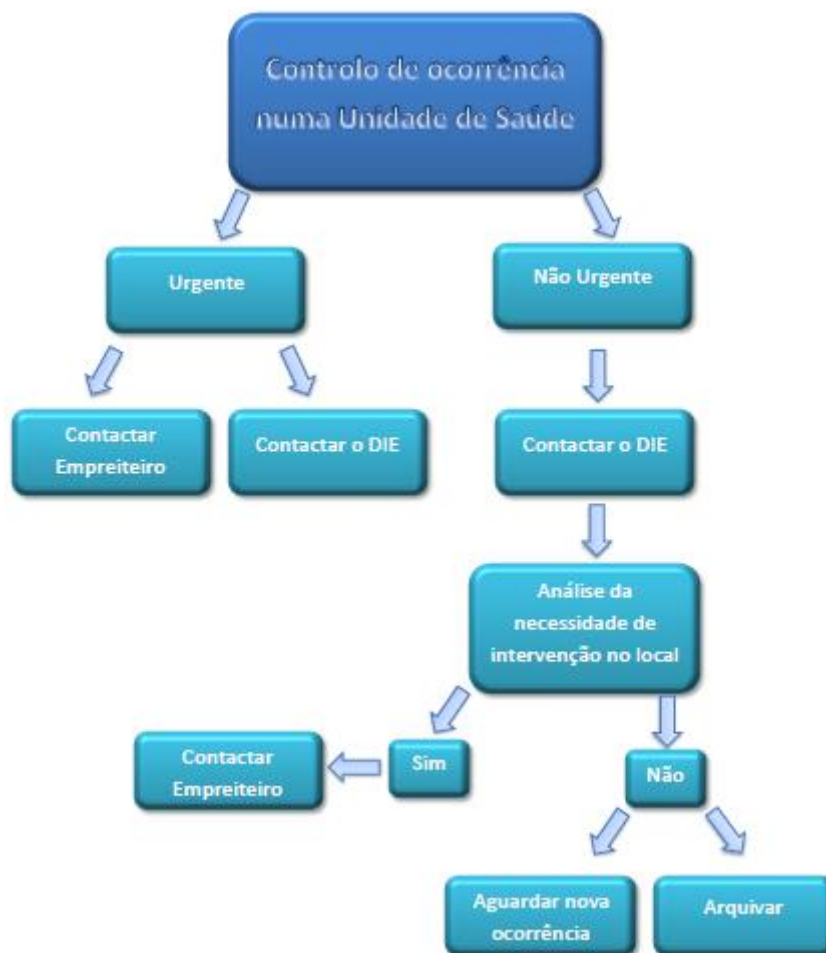 Controlo de ocorrência
numa Unidade de Saúde
Urgente
Não Urgente
Contactar
Empreiteiro
Contactar o DIE
Contactar o DIE
Análise da
necessidade de
intervenção no local
Contactar
Empreiteiro
Sim
Não
Aguardar nova
ocorrência
Arquivar